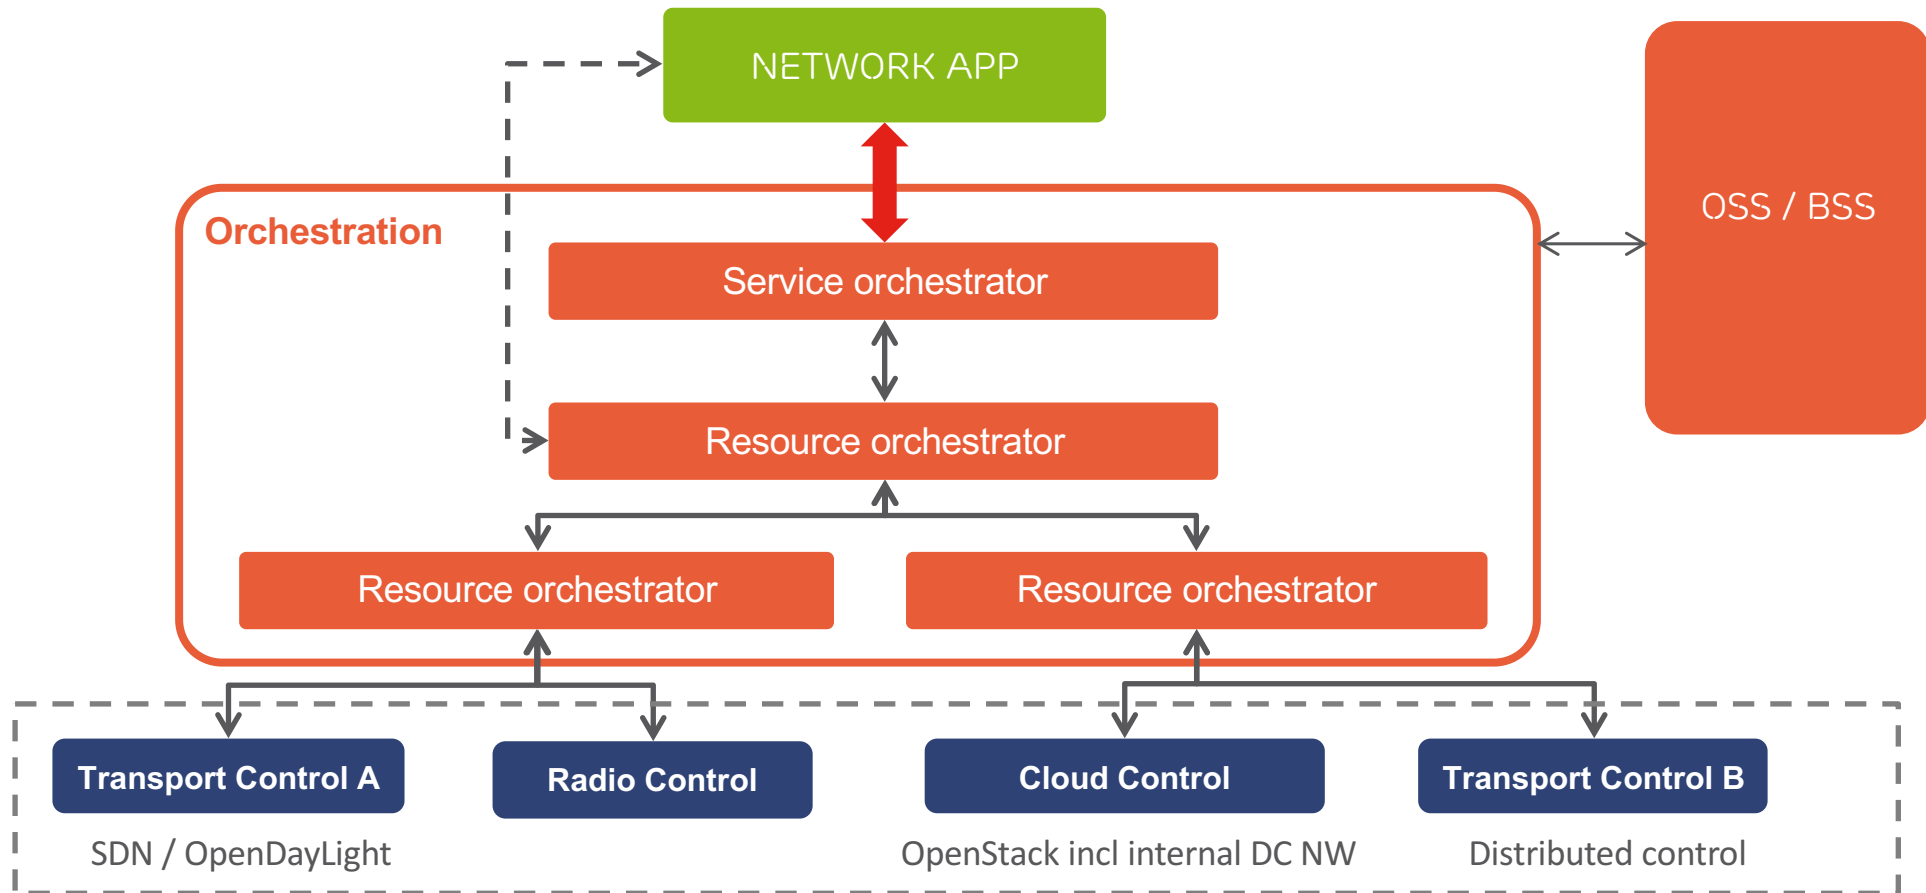 NETWORK APP
OSS / BSS
Orchestration
Service orchestrator
Resource orchestrator
Resource orchestrator
Resource orchestrator
Transport Control A
Radio Control
Cloud Control
Transport Control B
SDN / OpenDayLight
OpenStack incl internal DC NW
Distributed control